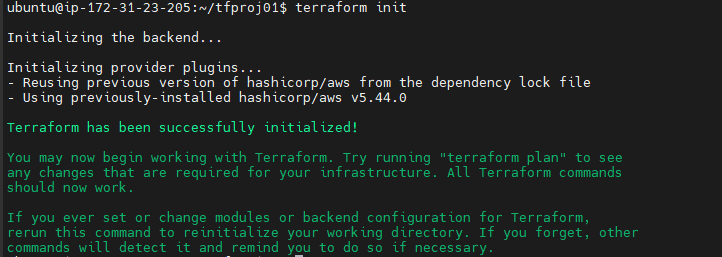 ubuntu@ip-172-31-23-205:~/tfproj01$ terraform init
Initializing the backend...
Initializing provider plugins...
- Reusing previous version of hashicorp/aws from the dependency lock file
- Using previously-installed hashicorp/aws v5.44.0
Terraform has been successfully initialized!
You may now begin working with Terraform. Try running "terraform plan" to see
any changes that are required for your infrastructure. All Terraform commands
should now work.
If you ever set or change modules or backend configuration for Terraform,
rerun this command to reinitialize your working directory. If you forget, other
commands will detect it and remind you to do so if necessary.